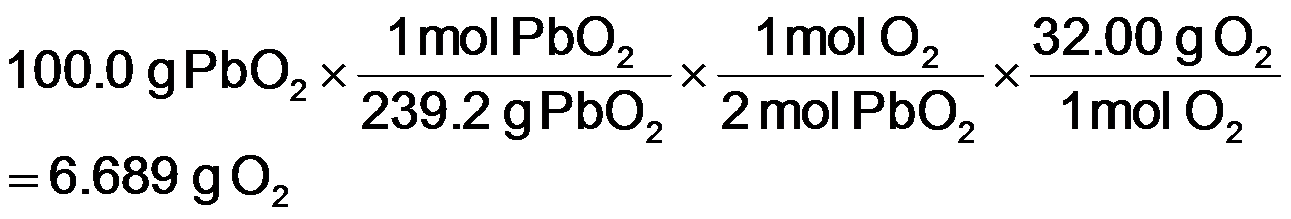 100.0 g PbO₂ × 1 mol PbO₂ / 239.2 g PbO₂ × 1 mol O₂ / 2 mol PbO₂ × 32.00 g O₂ / 1 mol O₂
= 6.689 g O₂